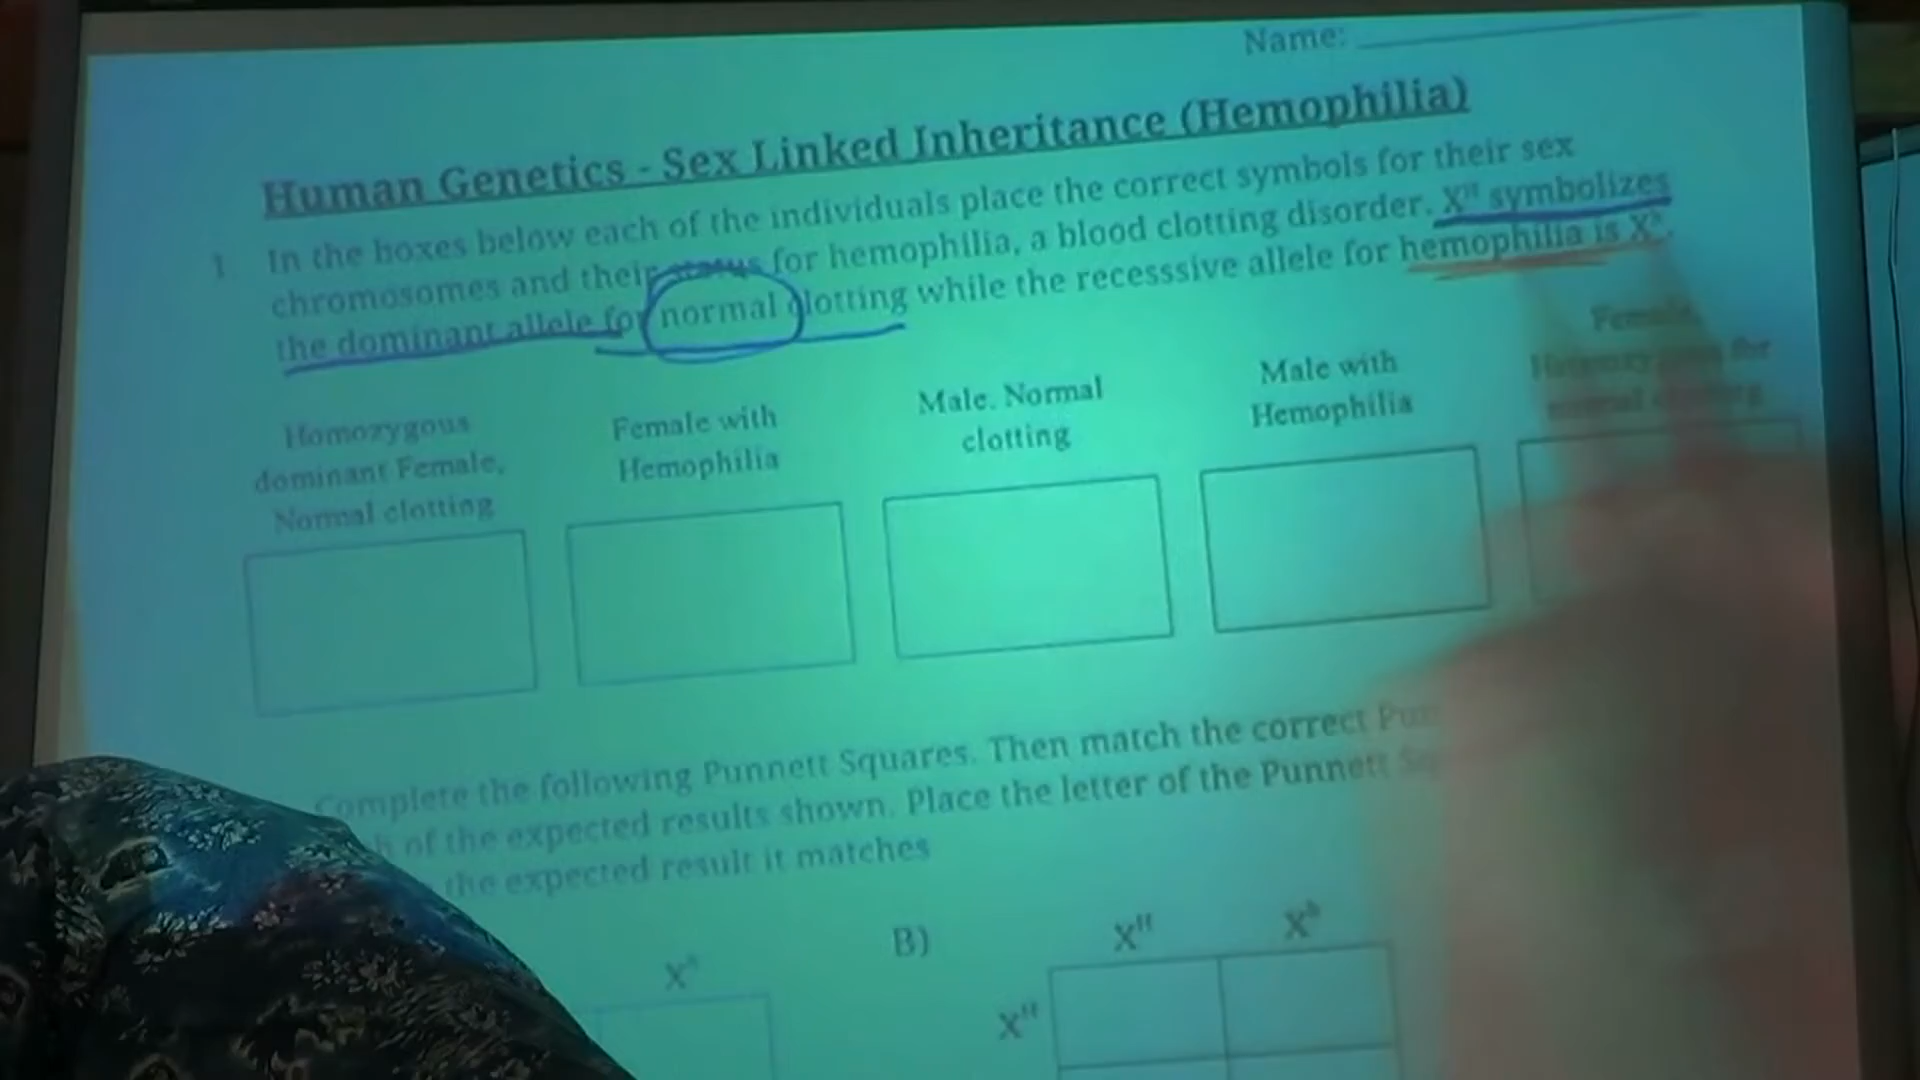 Name:
Human Genetics - Sex Linked Inheritance (Hemophilia)
1. In the boxes below each of the individuals place the correct symbols for their sex
chromosomes and their status for hemophilia, a blood clotting disorder. Xᴴ symbolizes
the dominant allele for normal clotting while the recesssive allele for hemophilia is Xʰ.
Homozygous
dominant Female,
Normal clotting
Female with
Hemophilia
Male. Normal
clotting
Male with
Hemophilia
Female,
Heterozygous for
normal clotting
Complete the following Punnett Squares. Then match the correct
of the expected results shown. Place the letter of the Punnett
the expected result it matches
Xʰ
B)
Xᴴ Xʰ
Xᴴ